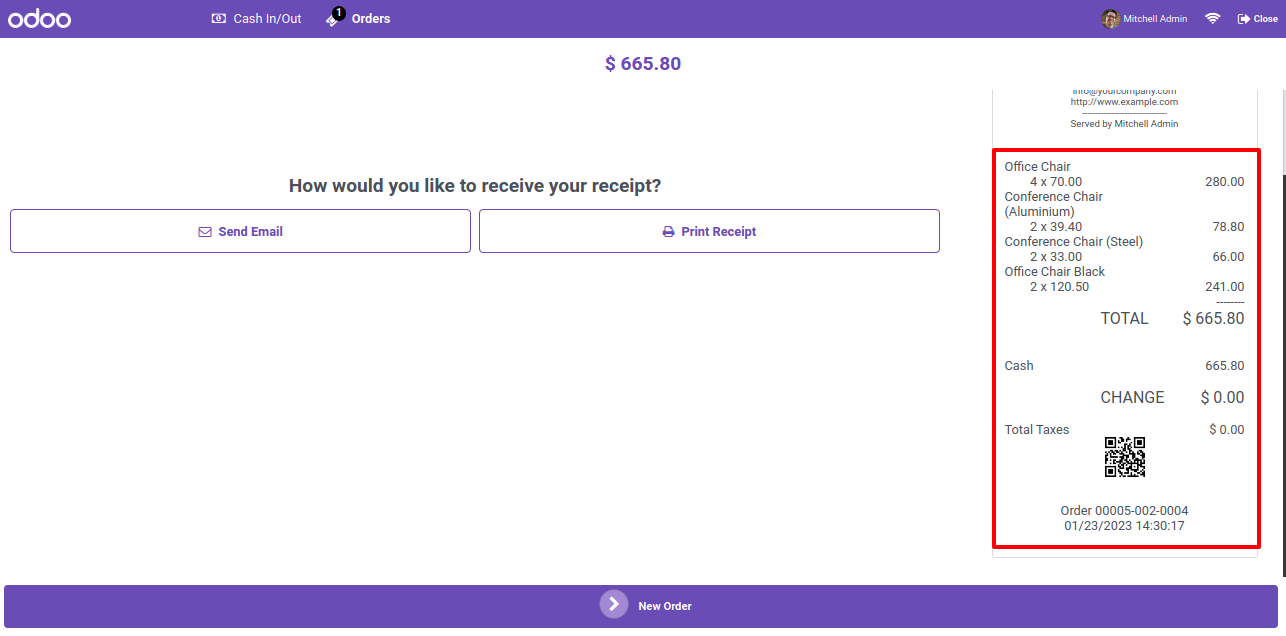 odoo
Cash In/Out
1
Orders
Mitchell Admin
Close
$ 665.80
info@yourcompany.com
http://www.example.com
--------------------------------
Served by Mitchell Admin
How would you like to receive your receipt?
Send Email
Print Receipt
Office Chair
4 x 70.00 280.00
Conference Chair
(Aluminium)
2 x 39.40 78.80
Conference Chair (Steel)
2 x 33.00 66.00
Office Chair Black
2 x 120.50 241.00
--------
TOTAL $ 665.80
Cash 665.80
CHANGE $ 0.00
Total Taxes $ 0.00
Order 00005-002-0004
01/23/2023 14:30:17
New Order